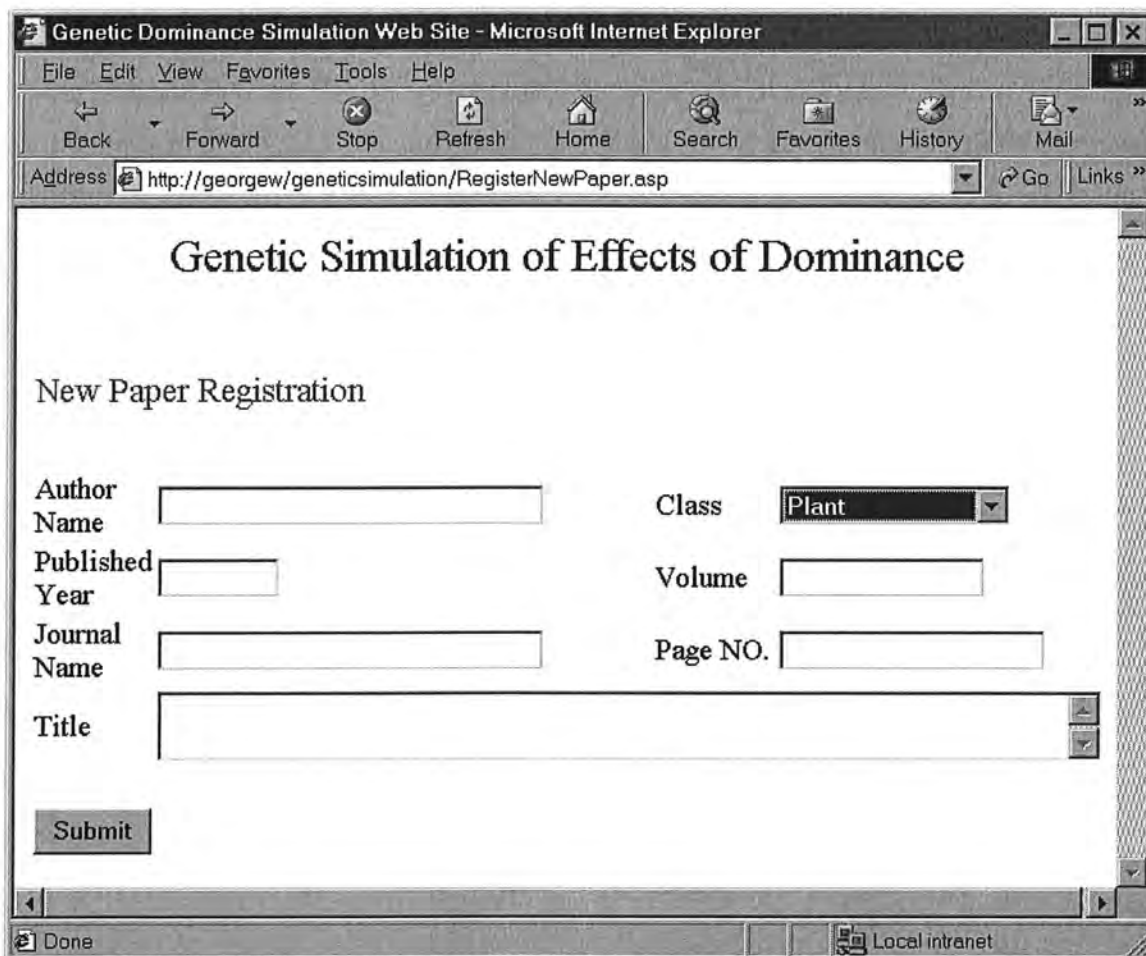 Genetic Dominance Simulation Web Site - Microsoft Internet Explorer
File Edit View Favorites Tools Help
Back Forward Stop Refresh Home Search Favorites History Mail »
Address http://georgew/geneticsimulation/RegisterNewPaper.asp Go Links »
Genetic Simulation of Effects of Dominance
New Paper Registration
Author
Name
Class Plant
Published
Year
Volume
Journal
Name
Page NO.
Title
Submit
Done Local intranet